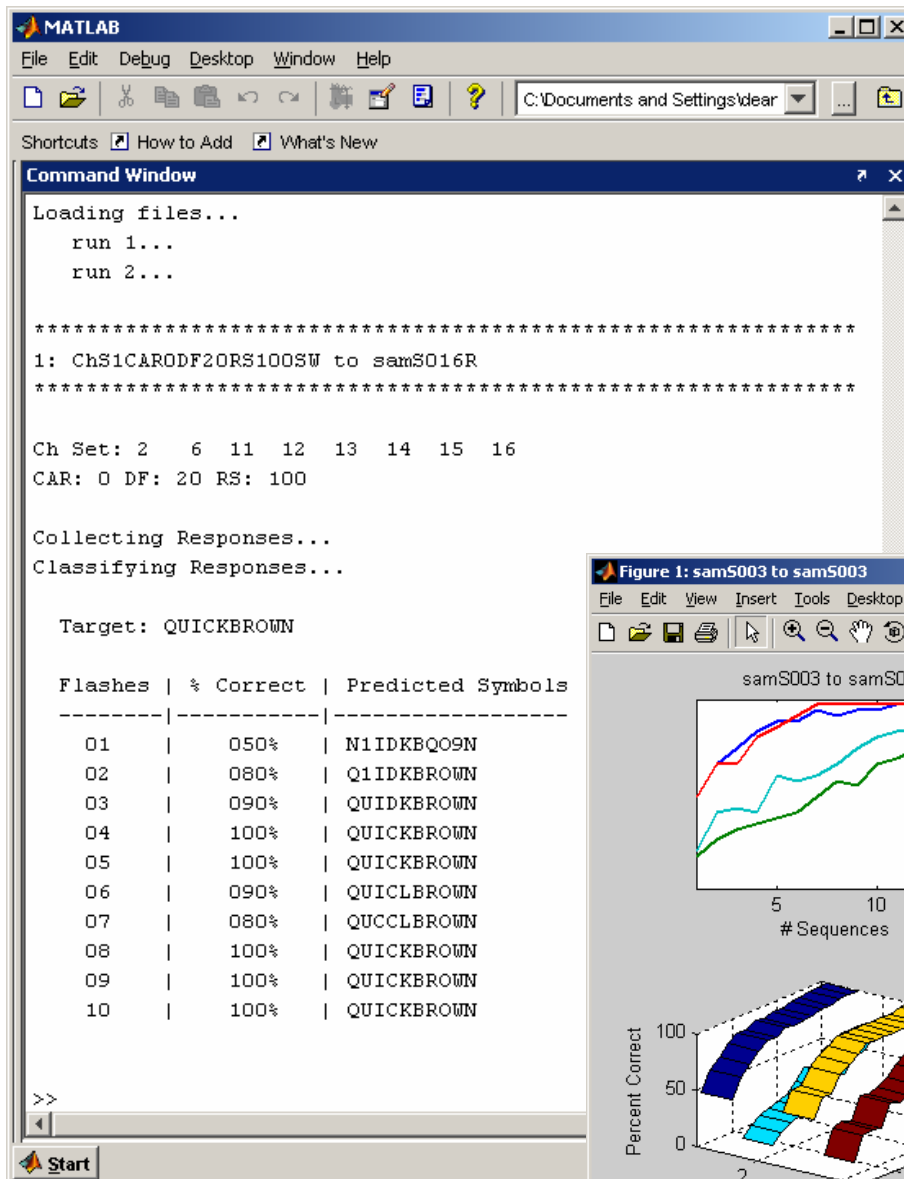 MATLAB
File Edit Debug Desktop Window Help
C:\Documents and Settings\dear ...
Shortcuts How to Add What's New
Command Window
Loading files...
run 1...
run 2...
*******************************************************************
1: ChS1CAR0DF20RS100SW to samS016R
*******************************************************************
Ch Set: 2 6 11 12 13 14 15 16
CAR: 0 DF: 20 RS: 100
Collecting Responses...
Classifying Responses...
Target: QUICKBROWN
Flashes | % Correct | Predicted Symbols
--------|-----------|------------------
01 | 050% | N1IDKBQO9N
02 | 080% | Q1IDKBROWN
03 | 090% | QUIDKBROWN
04 | 100% | QUICKBROWN
05 | 100% | QUICKBROWN
06 | 090% | QUICLBROWN
07 | 080% | QUCCLBROWN
08 | 100% | QUICKBROWN
09 | 100% | QUICKBROWN
10 | 100% | QUICKBROWN
>>
Start
Figure 1: samS003 to samS003
File Edit View Insert Tools Desktop
samS003 to samS0
5 10
# Sequences
Percent Correct
100
50
0
2